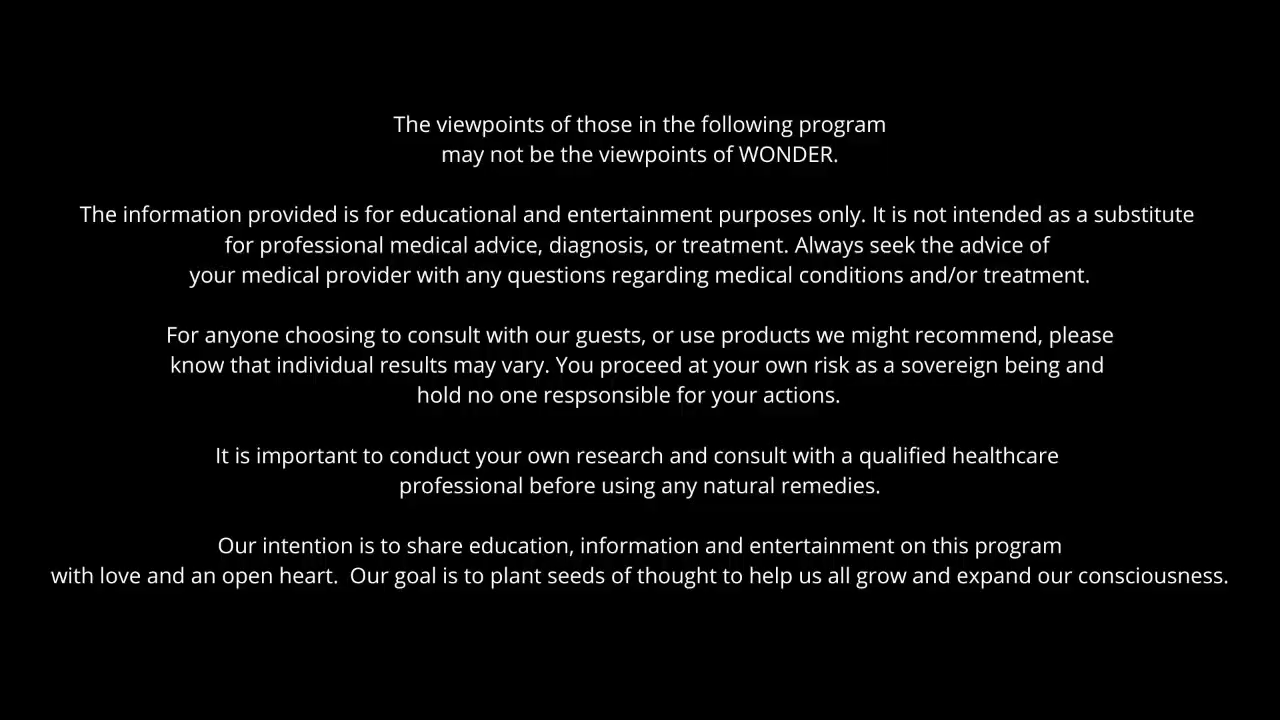 The viewpoints of those in the following program
may not be the viewpoints of WONDER.
The information provided is for educational and entertainment purposes only. It is not intended as a substitute
for professional medical advice, diagnosis, or treatment. Always seek the advice of
your medical provider with any questions regarding medical conditions and/or treatment.
For anyone choosing to consult with our guests, or use products we might recommend, please
know that individual results may vary. You proceed at your own risk as a sovereign being and
hold no one respsonsible for your actions.
It is important to conduct your own research and consult with a qualified healthcare
professional before using any natural remedies.
Our intention is to share education, information and entertainment on this program
with love and an open heart.  Our goal is to plant seeds of thought to help us all grow and expand our consciousness.